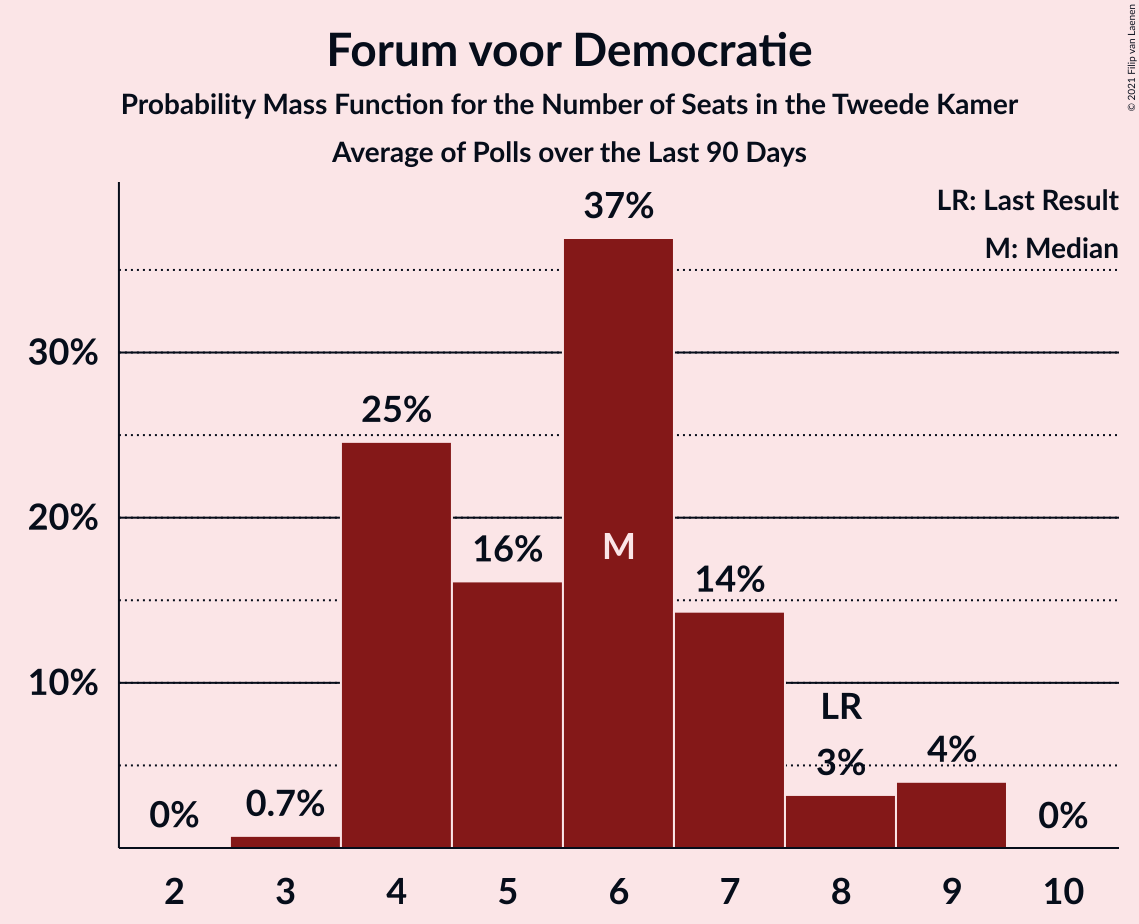 Forum voor Democratie
Probability Mass Function for the Number of Seats in the Tweede Kamer
Average of Polls over the Last 90 Days
© 2021 Filip van Laenen
LR: Last Result
M: Median
37%
30%
25%
20%
16%
M
14%
10%
LR
3%
4%
0.7%
0%
0%
2 3 4 5 6 7 8 9 10